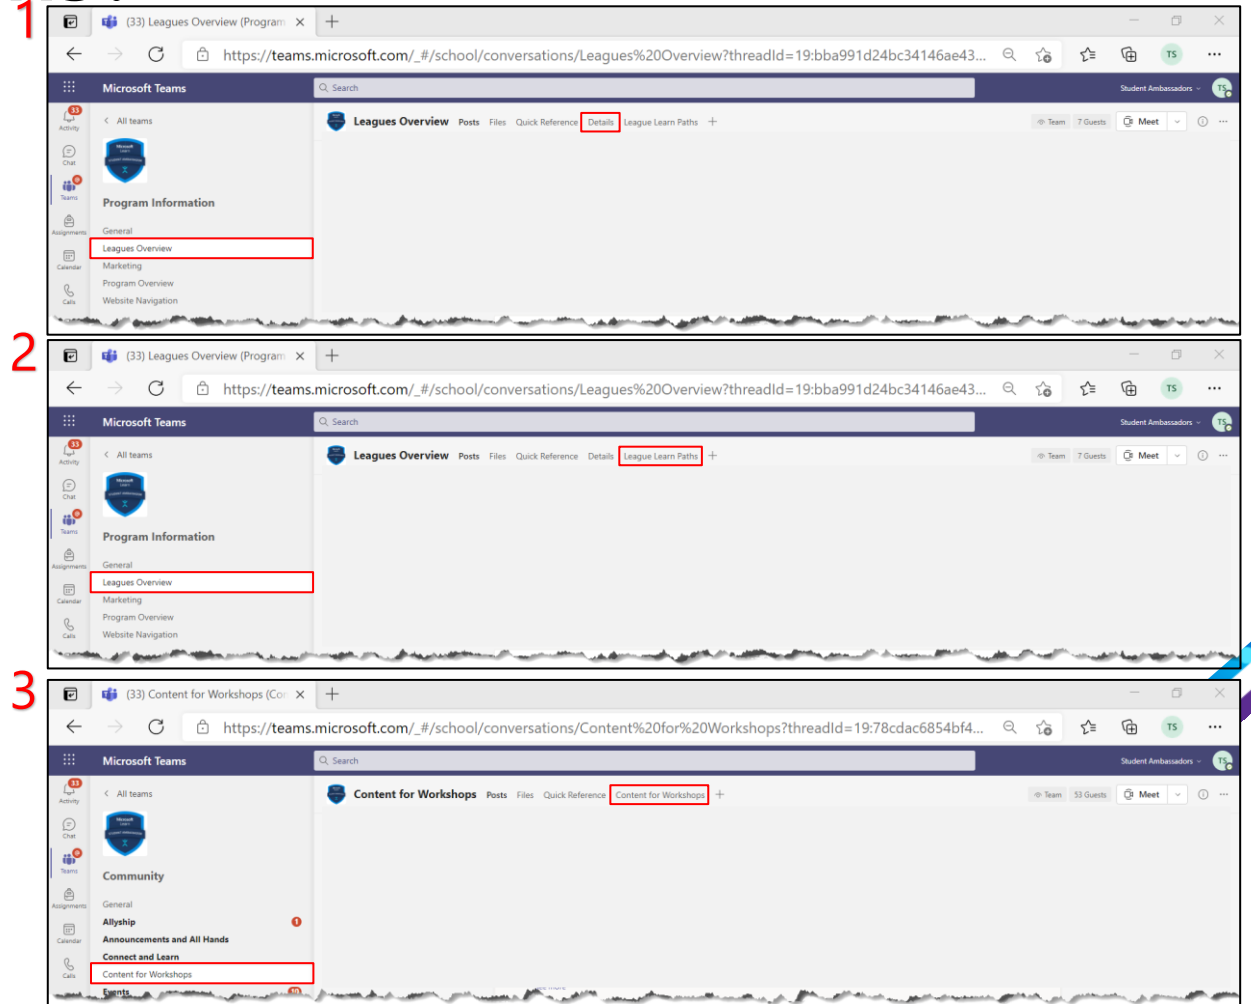 1
(33) Leagues Overview (Program
https://teams.microsoft.com/_#/school/conversations/Leagues%20Overview?threadId=19:bba991d24bc34146ae43...
TS
Microsoft Teams
Search
Student Ambassadors
TS
33
Activity
All teams
Leagues Overview Posts Files Quick Reference Details League Learn Paths
Team 7 Guests Meet
Chat
Teams
Program Information
Assignments
General
Leagues Overview
Calendar
Marketing
Program Overview
Calls
Website Navigation
2
(33) Leagues Overview (Program
https://teams.microsoft.com/_#/school/conversations/Leagues%20Overview?threadId=19:bba991d24bc34146ae43...
TS
Microsoft Teams
Search
Student Ambassadors
TS
33
Activity
All teams
Leagues Overview Posts Files Quick Reference Details League Learn Paths
Team 7 Guests Meet
Chat
Teams
Program Information
Assignments
General
Leagues Overview
Calendar
Marketing
Program Overview
Calls
Website Navigation
3
(33) Content for Workshops (Co
https://teams.microsoft.com/_#/school/conversations/Content%20for%20Workshops?threadId=19:78cdac6854bf4...
TS
Microsoft Teams
Search
Student Ambassadors
TS
33
Activity
All teams
Content for Workshops Posts Files Quick Reference Content for Workshops
Team 53 Guests Meet
Chat
Teams
Community
Assignments
General
Allyship 1
Calendar
Announcements and All Hands
Connect and Learn
Calls
Content for Workshops
Events